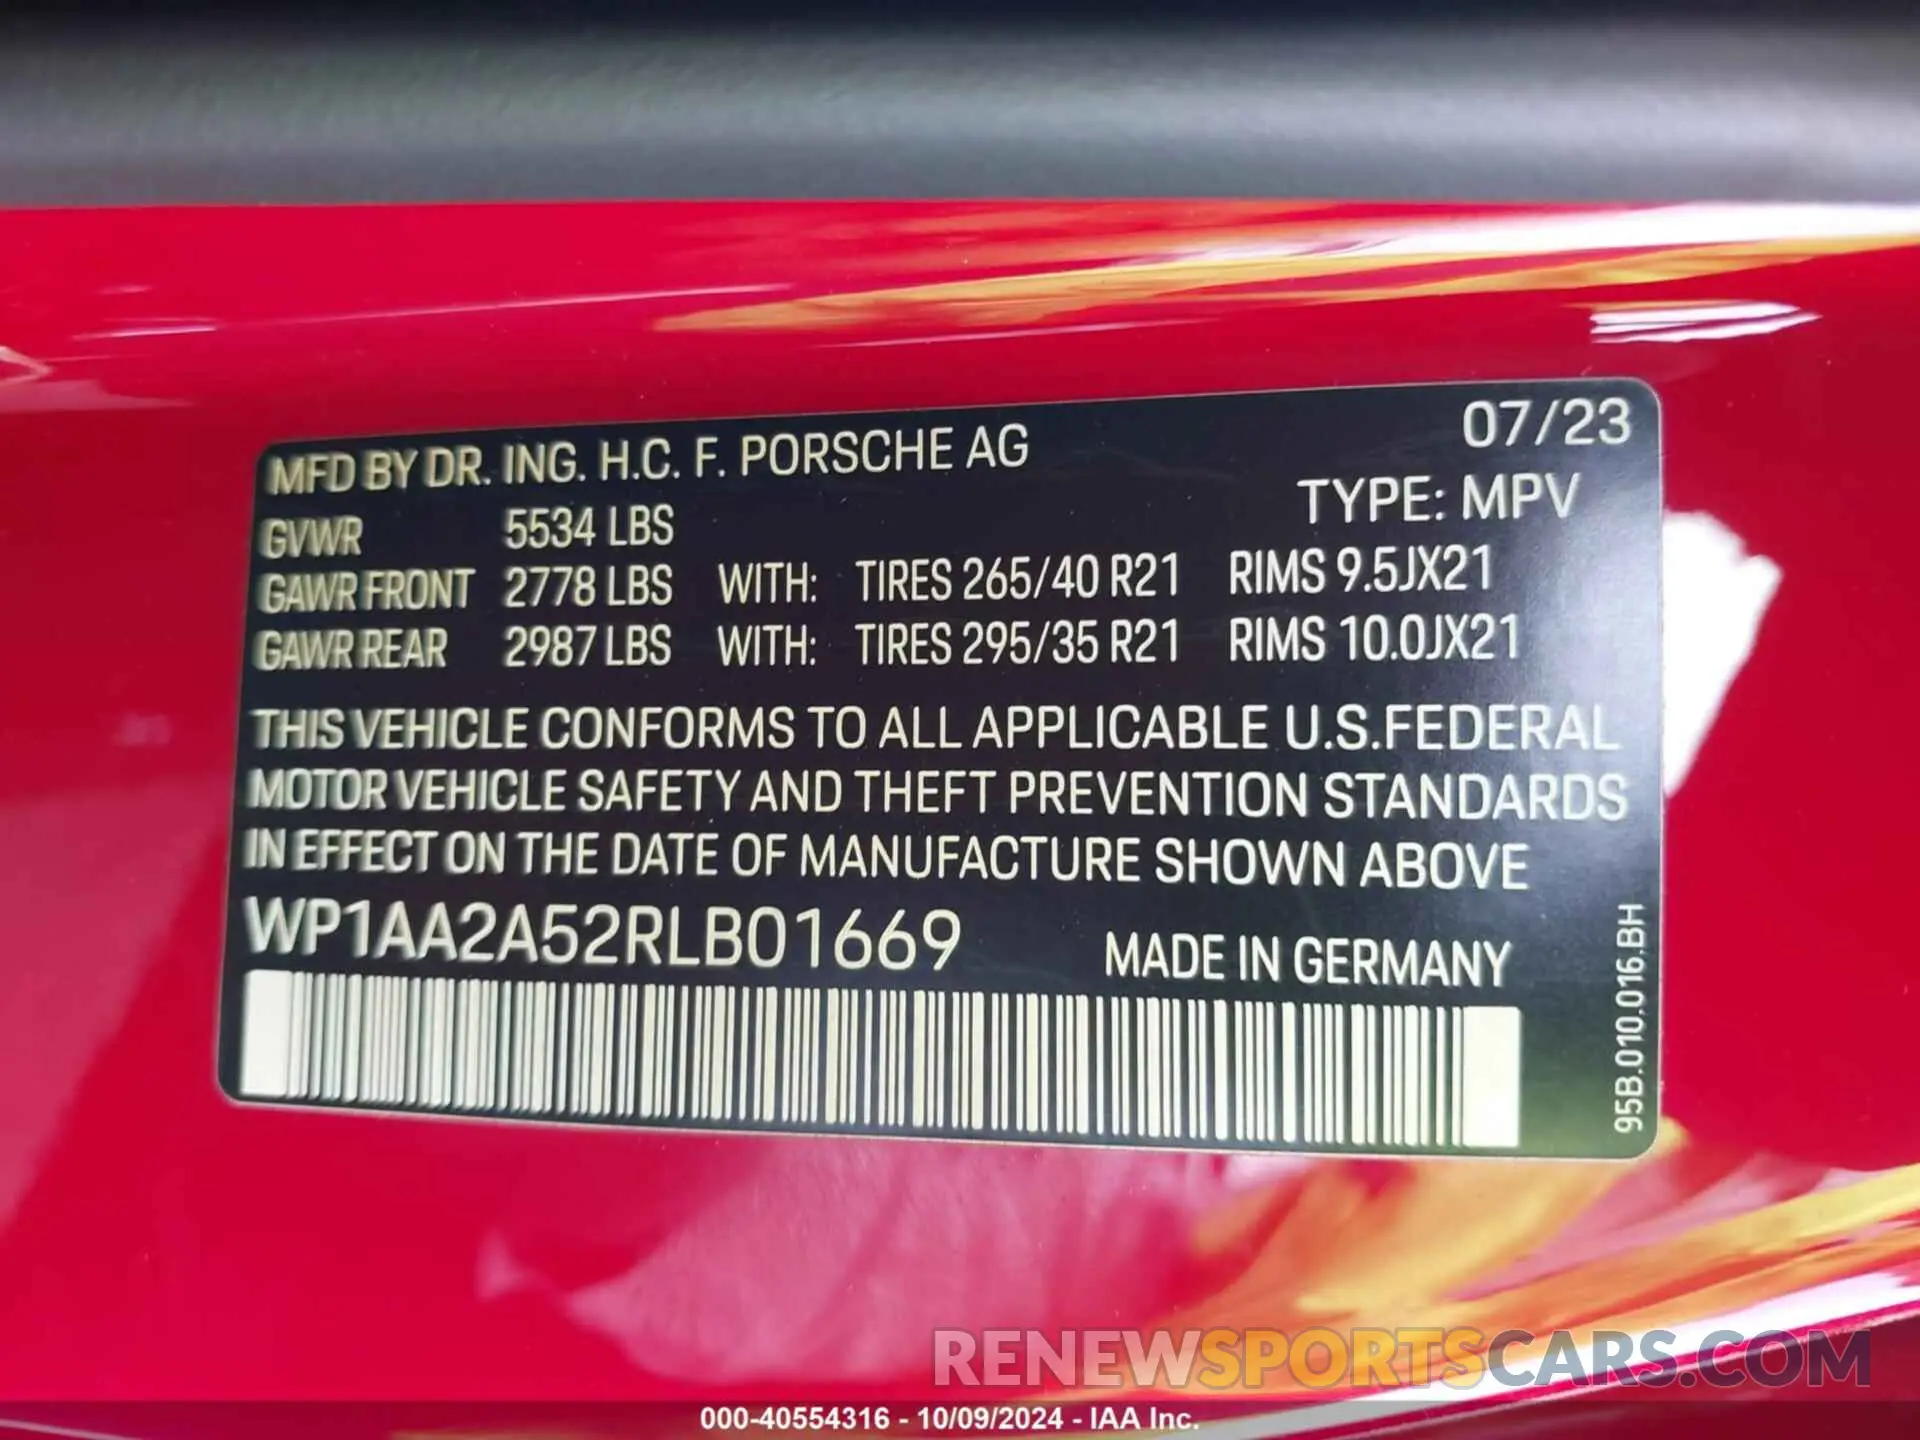 MFD BY DR. ING. H.C. F. PORSCHE AG 07/23
GVWR 5534 LBS TYPE: MPV
GAWR FRONT 2778 LBS WITH: TIRES 265/40 R21 RIMS 9.5JX21
GAWR REAR 2987 LBS WITH: TIRES 295/35 R21 RIMS 10.0JX21
THIS VEHICLE CONFORMS TO ALL APPLICABLE U.S.FEDERAL
MOTOR VEHICLE SAFETY AND THEFT PREVENTION STANDARDS
IN EFFECT ON THE DATE OF MANUFACTURE SHOWN ABOVE
WP1AA2A52RLB01669 MADE IN GERMANY
95B.010.016.BH
RENEWSPORTSCARS.COM
000-40554316 - 10/09/2024 - IAA Inc.